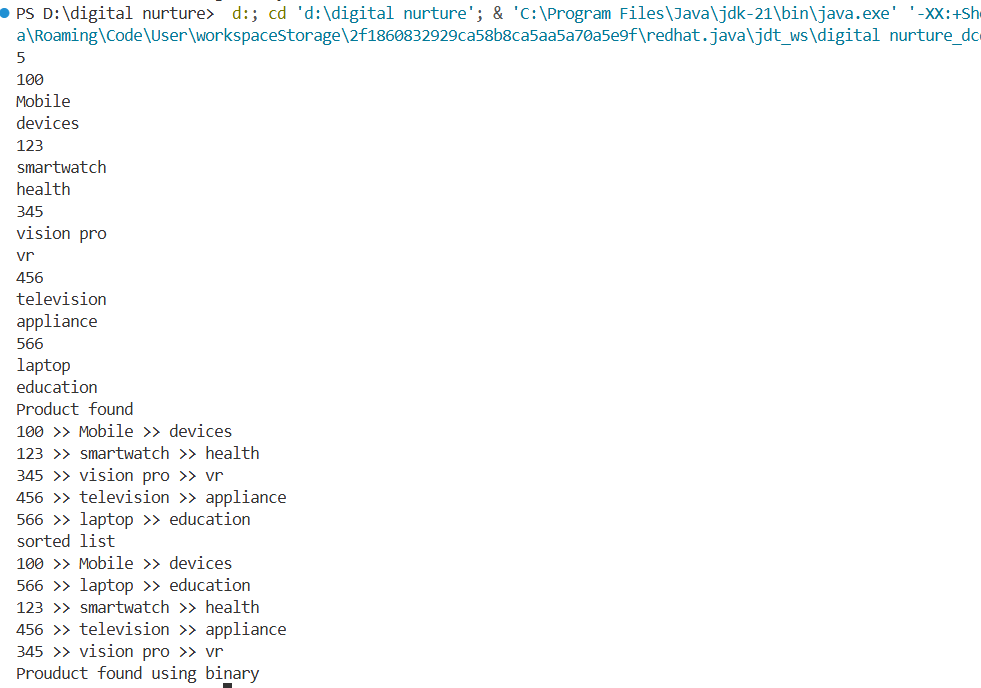 PS D:\digital nurture>  d:; cd 'd:\digital nurture'; & 'C:\Program Files\Java\jdk-21\bin\java.exe' '-XX:+Sh
a\Roaming\Code\User\workspaceStorage\2f1860832929ca58b8ca5aa5a70a5e9f\redhat.java\jdt_ws\digital nurture_dc
5
100
Mobile
devices
123
smartwatch
health
345
vision pro
vr
456
television
appliance
566
laptop
education
Product found
100 >> Mobile >> devices
123 >> smartwatch >> health
345 >> vision pro >> vr
456 >> television >> appliance
566 >> laptop >> education
sorted list
100 >> Mobile >> devices
566 >> laptop >> education
123 >> smartwatch >> health
456 >> television >> appliance
345 >> vision pro >> vr
Prouduct found using binary